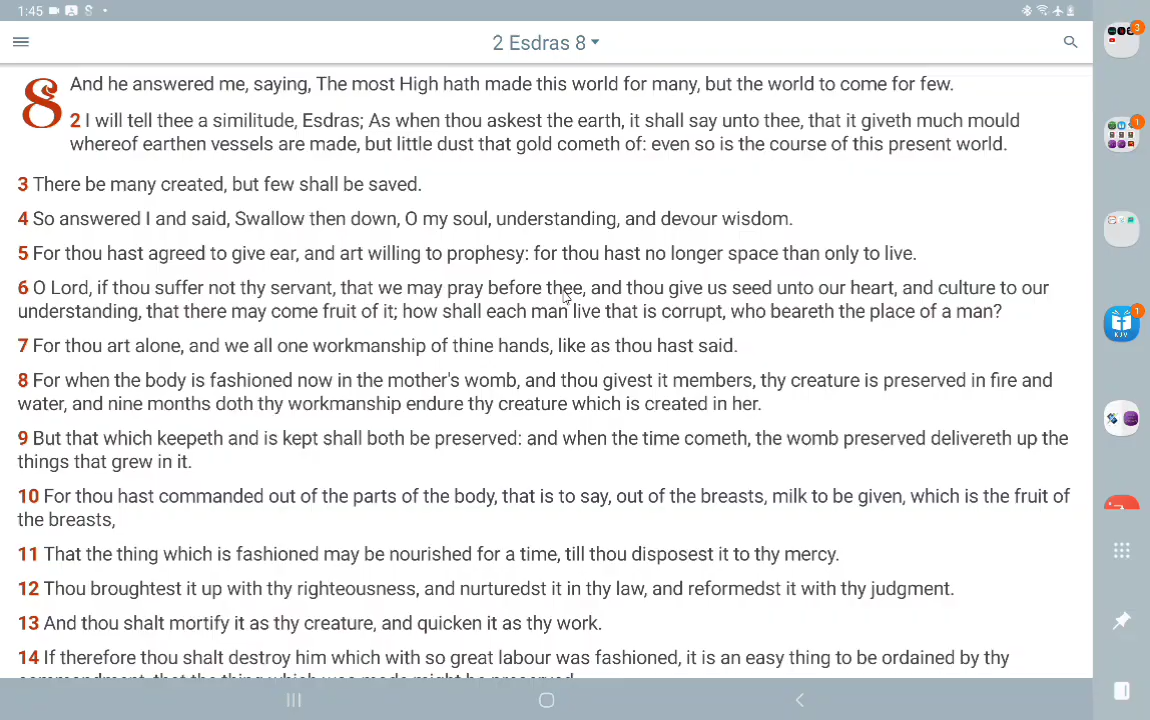 1:45
2 Esdras 8
8 And he answered me, saying, The most High hath made this world for many, but the world to come for few.
2 I will tell thee a similitude, Esdras; As when thou askest the earth, it shall say unto thee, that it giveth much mould
whereof earthen vessels are made, but little dust that gold cometh of: even so is the course of this present world.
3 There be many created, but few shall be saved.
4 So answered I and said, Swallow then down, O my soul, understanding, and devour wisdom.
5 For thou hast agreed to give ear, and art willing to prophesy: for thou hast no longer space than only to live.
6 O Lord, if thou suffer not thy servant, that we may pray before thee, and thou give us seed unto our heart, and culture to our
understanding, that there may come fruit of it; how shall each man live that is corrupt, who beareth the place of a man?
7 For thou art alone, and we all one workmanship of thine hands, like as thou hast said.
8 For when the body is fashioned now in the mother's womb, and thou givest it members, thy creature is preserved in fire and
water, and nine months doth thy workmanship endure thy creature which is created in her.
9 But that which keepeth and is kept shall both be preserved: and when the time cometh, the womb preserved delivereth up the
things that grew in it.
10 For thou hast commanded out of the parts of the body, that is to say, out of the breasts, milk to be given, which is the fruit of
the breasts,
11 That the thing which is fashioned may be nourished for a time, till thou disposest it to thy mercy.
12 Thou broughtest it up with thy righteousness, and nurturedst it in thy law, and reformedst it with thy judgment.
13 And thou shalt mortify it as thy creature, and quicken it as thy work.
14 If therefore thou shalt destroy him which with so great labour was fashioned, it is an easy thing to be ordained by thy
commandment, that the thing which was made might be preserved.
3
1
1
KJV